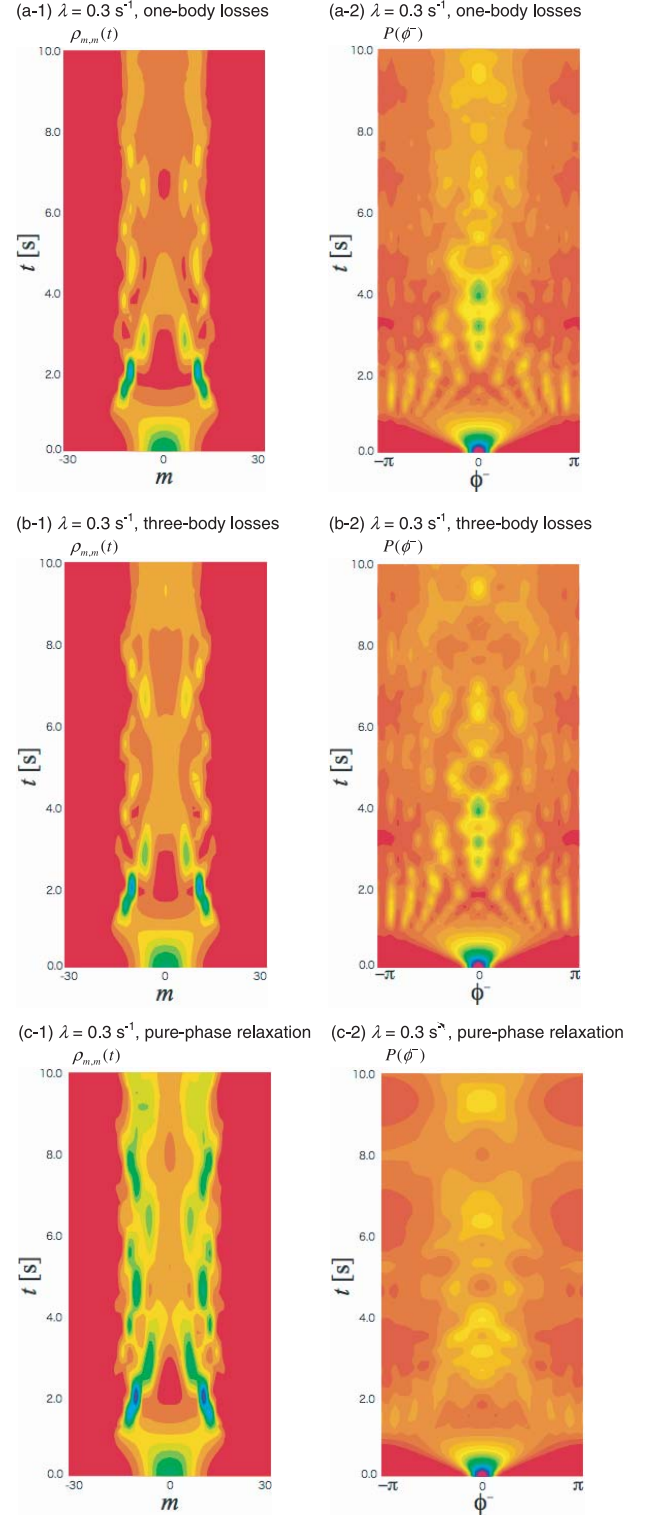 (a-1) λ = 0.3 s⁻¹, one-body losses
ρm,m(t)
10.0
8.0
6.0
t [s]
4.0
2.0
0.0
-30 0 30
m
(a-2) λ = 0.3 s⁻¹, one-body losses
P(ϕ⁻)
10.0
8.0
6.0
t [s]
4.0
2.0
0.0
−π 0 π
ϕ⁻
(b-1) λ = 0.3 s⁻¹, three-body losses
ρm,m(t)
10.0
8.0
6.0
t [s]
4.0
2.0
0.0
-30 0 30
m
(b-2) λ = 0.3 s⁻¹, three-body losses
P(ϕ⁻)
10.0
8.0
6.0
t [s]
4.0
2.0
0.0
−π 0 π
ϕ⁻
(c-1) λ = 0.3 s⁻¹, pure-phase relaxation
ρm,m(t)
10.0
8.0
6.0
t [s]
4.0
2.0
0.0
-30 0 30
m
(c-2) λ = 0.3 s⁻¹, pure-phase relaxation
P(ϕ⁻)
10.0
8.0
6.0
t [s]
4.0
2.0
0.0
−π 0 π
ϕ⁻